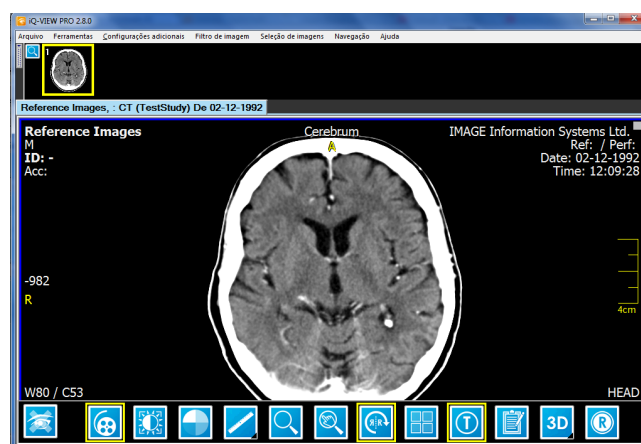 iQ-VIEW PRO 2.8.0
Arquivo Ferramentas Configurações adicionais Filtro de imagem Seleção de imagens Navegação Ajuda
1
Reference Images, : CT (TestStudy) De 02-12-1992
Reference Images
M
ID: -
Acc:
Cerebrum
A
IMAGE Information Systems Ltd.
Ref: / Perf:
Date: 02-12-1992
Time: 12:09:28
-982
R
4cm
W80 / C53
HEAD
R R
T
3D
R